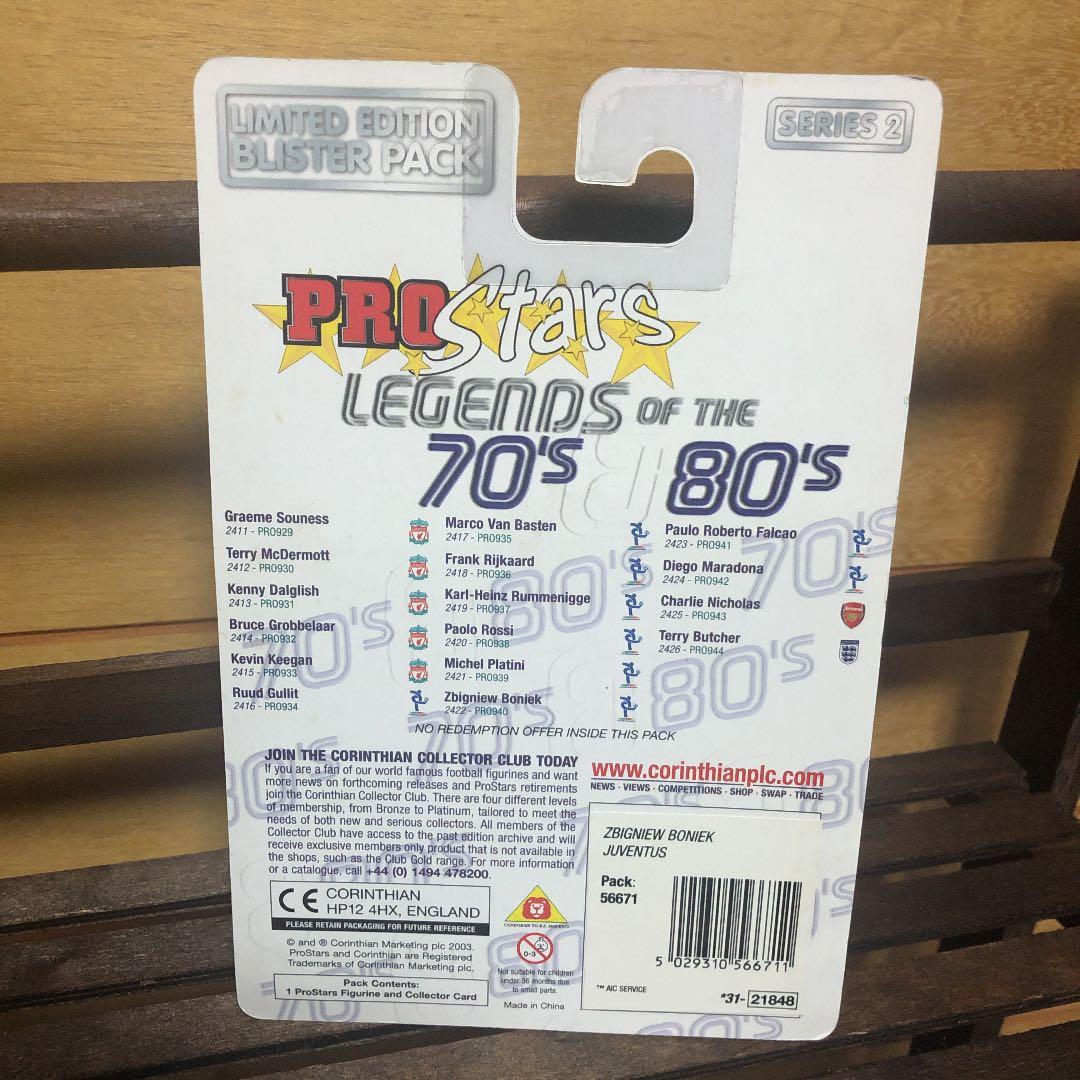 LIMITED EDITION
BLISTER PACK
SERIES 2
PROStars
LEGENDS OF THE
70'S 80'S
Graeme Souness
2411 - PRO929
Terry McDermott
2412 - PRO930
Kenny Dalglish
2413 - PRO931
Bruce Grobbelaar
2414 - PRO932
Kevin Keegan
2415 - PRO933
Ruud Gullit
2416 - PRO934
Marco Van Basten
2417 - PRO935
Frank Rijkaard
2418 - PRO936
Karl-Heinz Rummenigge
2419 - PRO937
Paolo Rossi
2420 - PRO938
Michel Platini
2421 - PRO939
Zbigniew Boniek
2422 - PRO940
Paulo Roberto Falcao
2423 - PRO941
Diego Maradona
2424 - PRO942
Charlie Nicholas
2425 - PRO943
Terry Butcher
2426 - PRO944
Arsenal
NO REDEMPTION OFFER INSIDE THIS PACK
JOIN THE CORINTHIAN COLLECTOR CLUB TODAY
If you are a fan of our world famous football figurines and want
more news on forthcoming releases and ProStars retirements
join the Corinthian Collector Club. There are four different levels
of membership, from Bronze to Platinum, tailored to meet the
needs of both new and serious collectors. All members of the
Collector Club have access to the past edition archive and will
receive exclusive members only product that is not available in
the shops, such as the Club Gold range. For more information
or a catalogue, call +44 (0) 1494 478200.
CE CORINTHIAN
HP12 4HX, ENGLAND
PLEASE RETAIN PACKAGING FOR FUTURE REFERENCE
© and ® Corinthian Marketing plc 2003.
ProStars and Corinthian are Registered
Trademarks of Corinthian Marketing plc.
Pack Contents:
1 ProStars Figurine and Collector Card
CONFORMS TO B.S. EN71/EN
0-3
Not suitable for children
under 36 months due
to small parts.
Made in China
www.corinthianplc.com
NEWS · VIEWS · COMPETITIONS · SHOP · SWAP · TRADE
ZBIGNIEW BONIEK
JUVENTUS
Pack:
56671
5 029310 566711
™ AIC SERVICE
*31- 21848